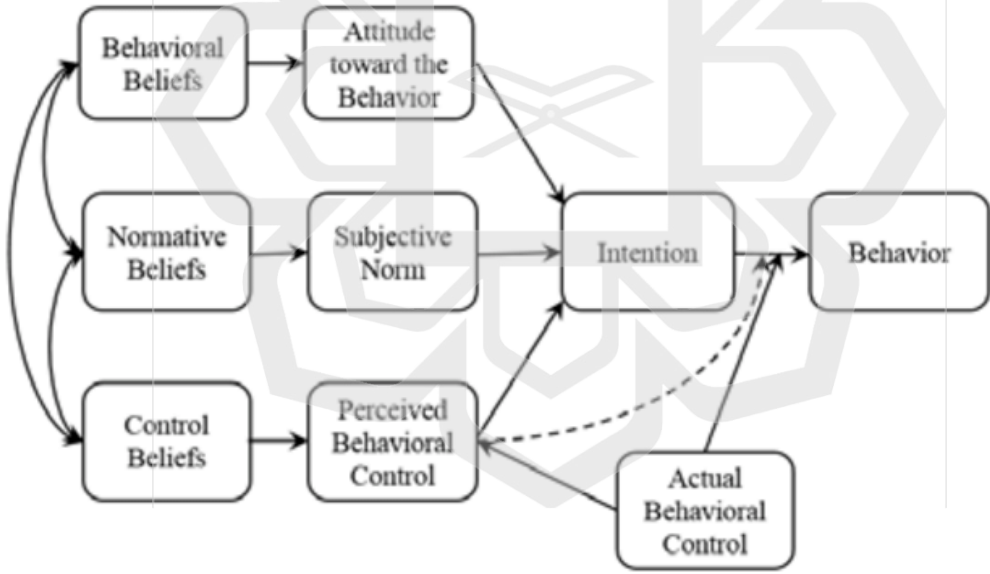 Behavioral
Beliefs
Attitude
toward the
Behavior
Normative
Beliefs
Subjective
Norm
Intention
Behavior
Control
Beliefs
Perceived
Behavioral
Control
Actual
Behavioral
Control